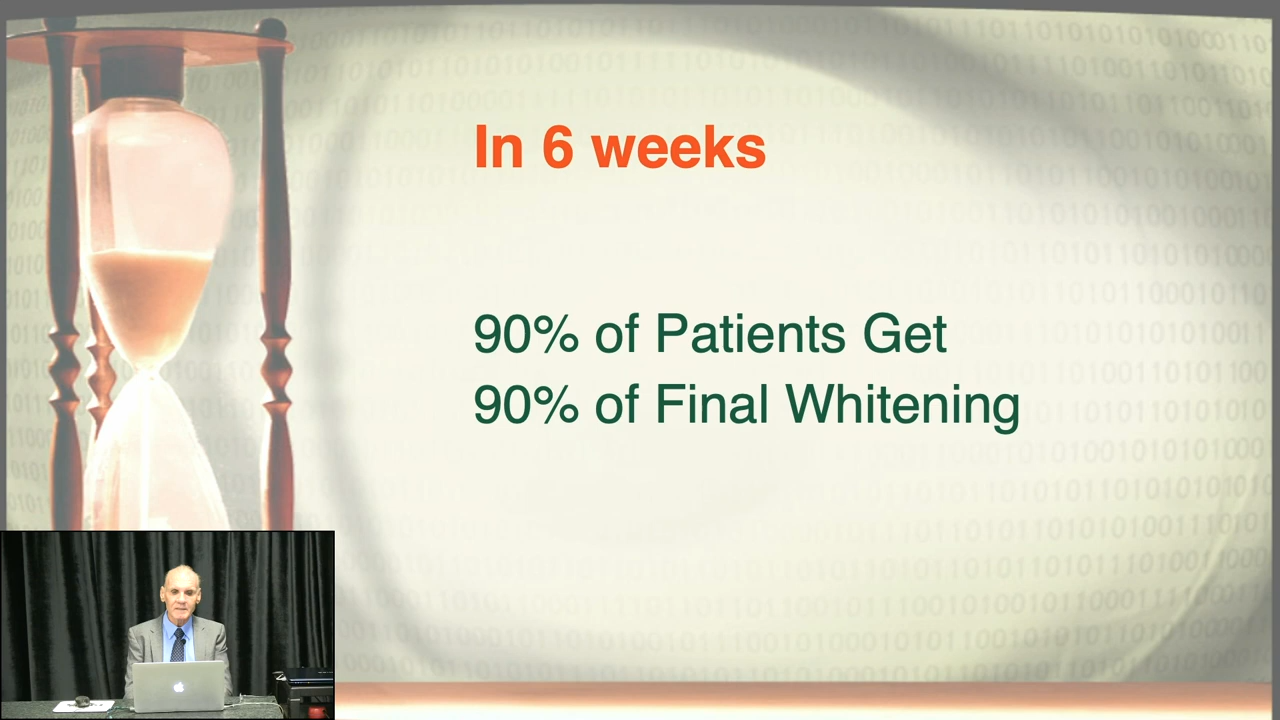 In 6 weeks
90% of Patients Get
90% of Final Whitening